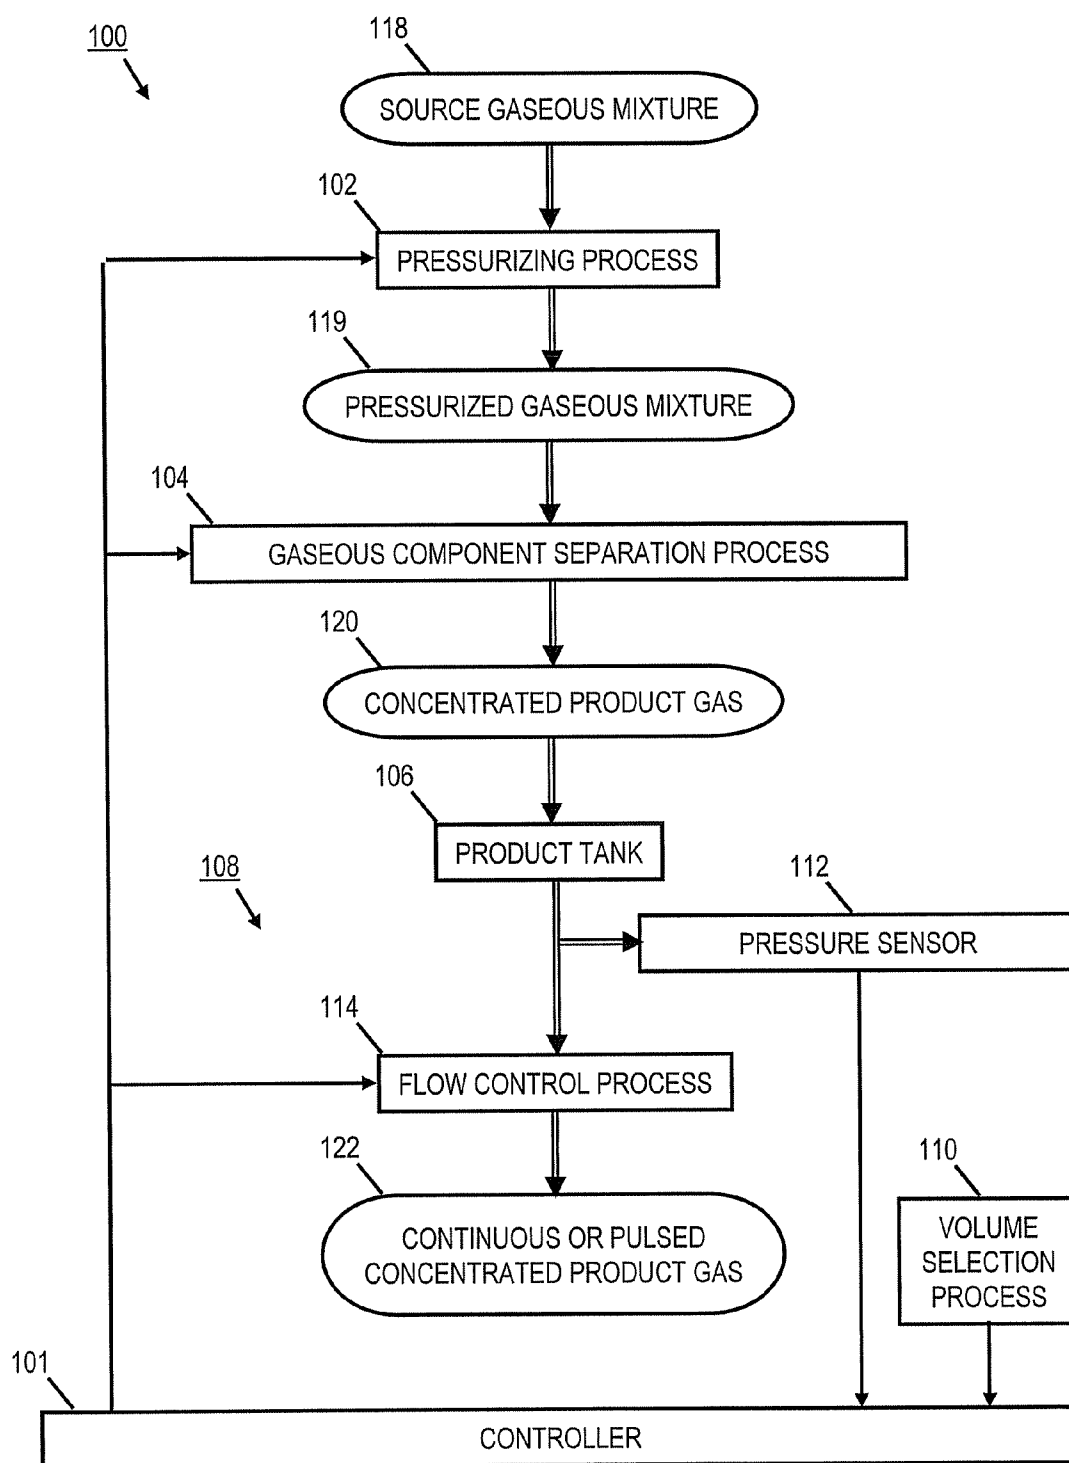 100
118
SOURCE GASEOUS MIXTURE
102
PRESSURIZING PROCESS
119
PRESSURIZED GASEOUS MIXTURE
104
GASEOUS COMPONENT SEPARATION PROCESS
120
CONCENTRATED PRODUCT GAS
106
PRODUCT TANK
108
112
PRESSURE SENSOR
114
FLOW CONTROL PROCESS
122
CONTINUOUS OR PULSED
CONCENTRATED PRODUCT GAS
110
VOLUME
SELECTION
PROCESS
101
CONTROLLER